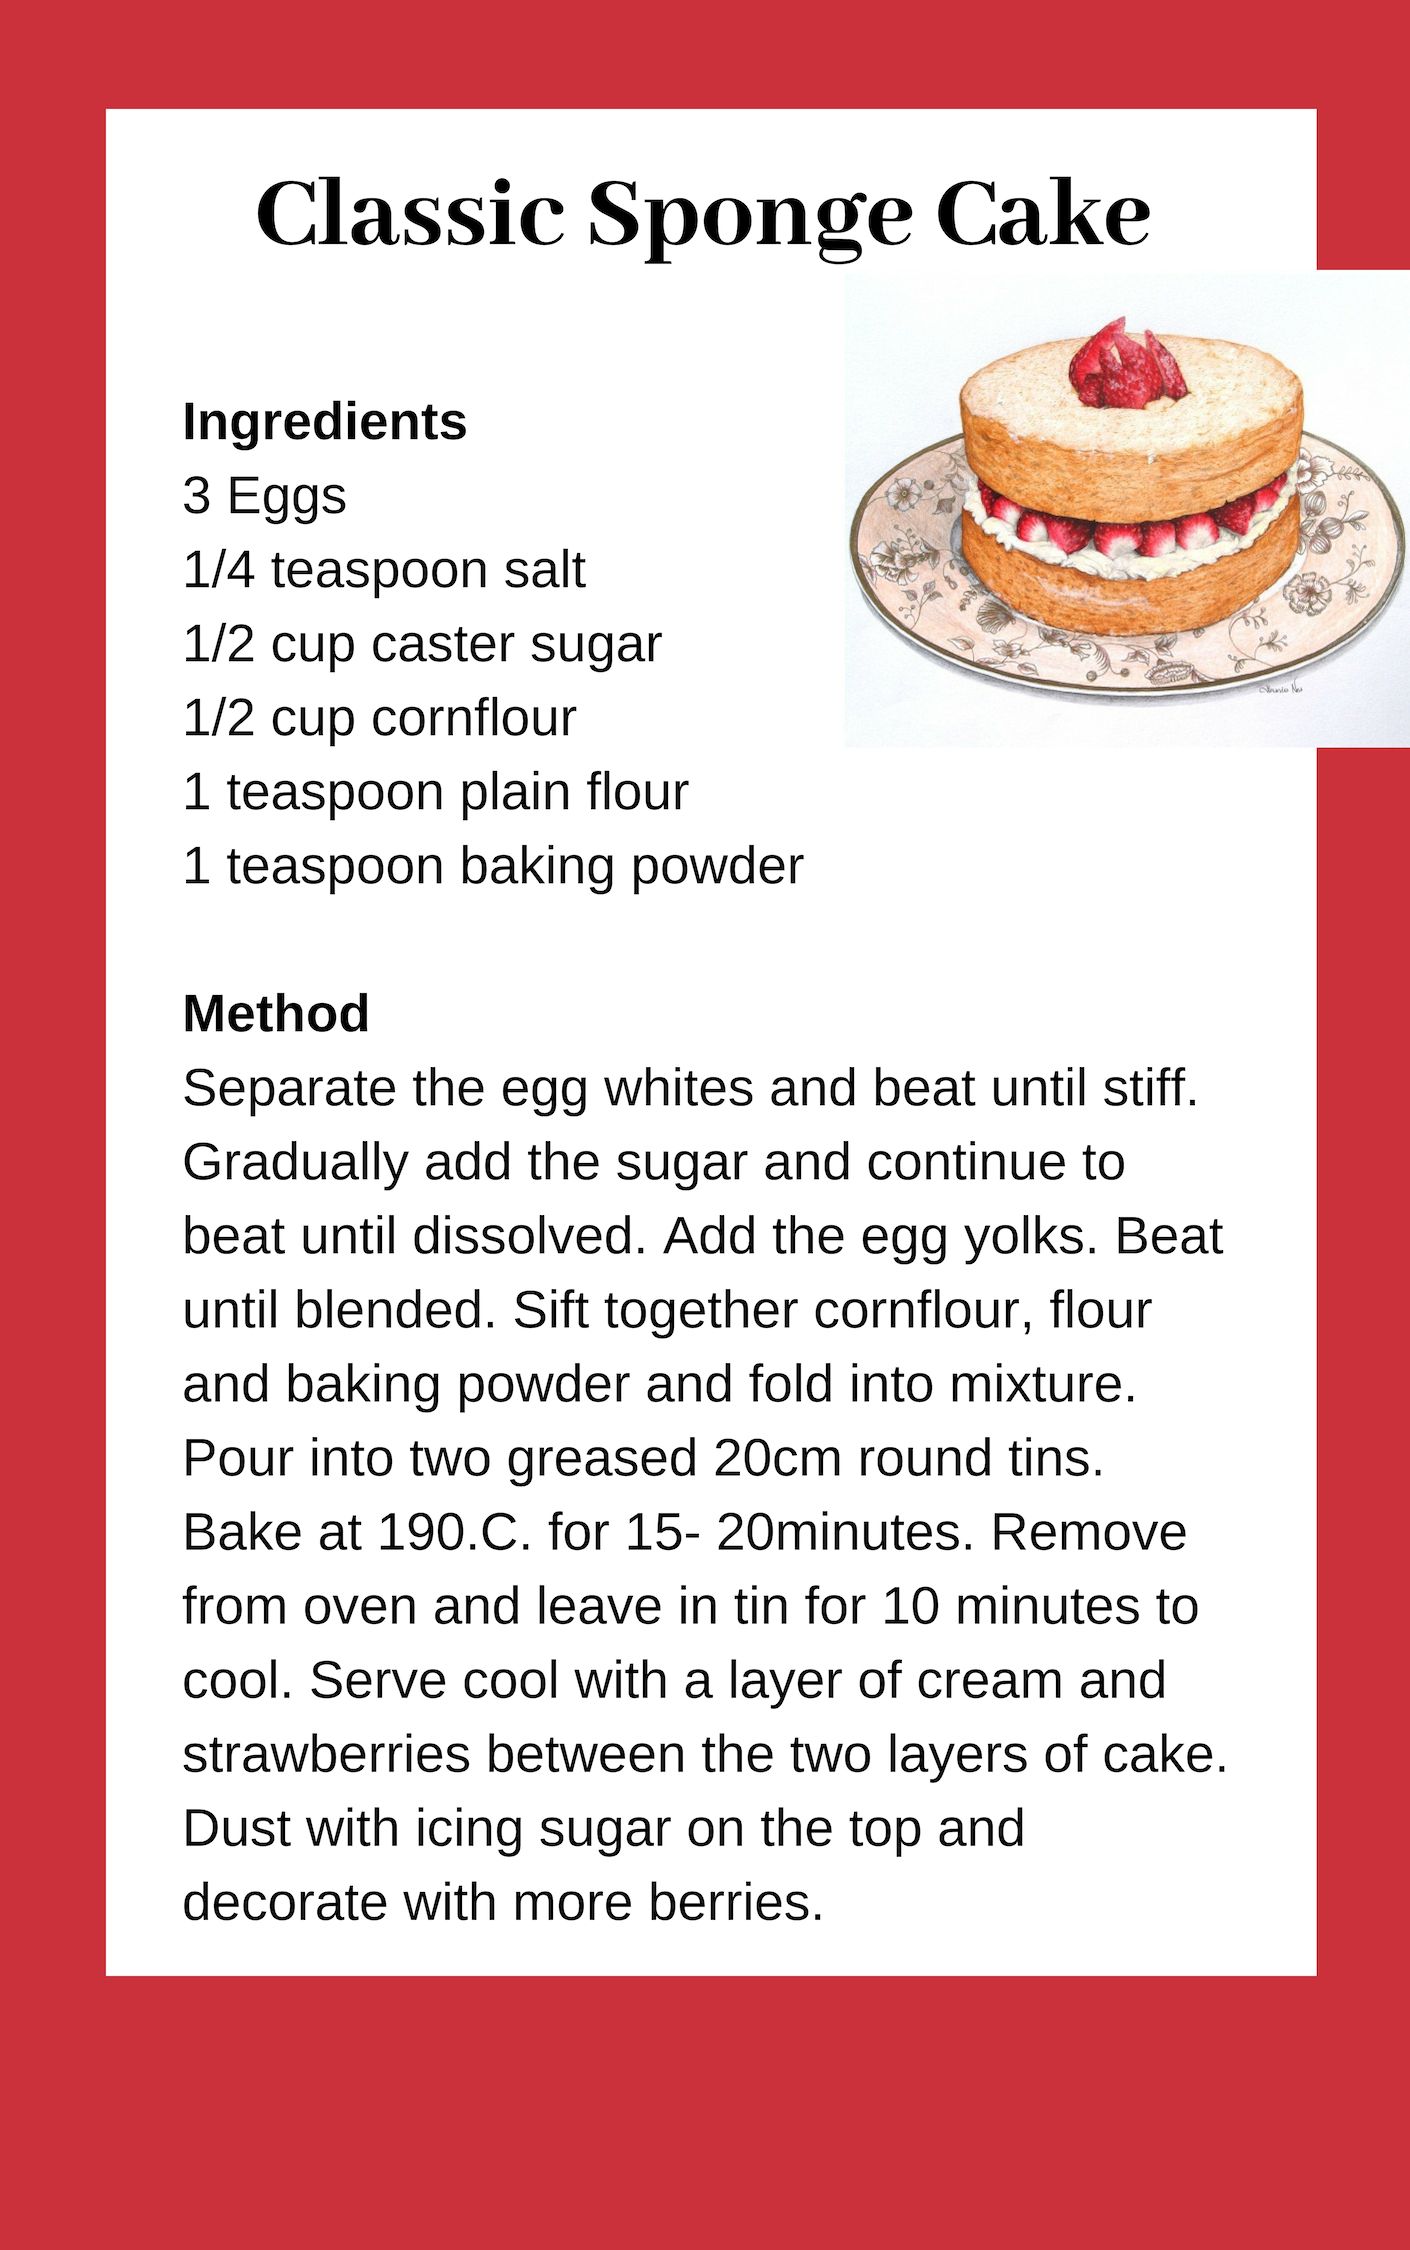 Classic Sponge Cake
Ingredients
3 Eggs
1/4 teaspoon salt
1/2 cup caster sugar
1/2 cup cornflour
1 teaspoon plain flour
1 teaspoon baking powder
Method
Separate the egg whites and beat until stiff.
Gradually add the sugar and continue to
beat until dissolved. Add the egg yolks. Beat
until blended. Sift together cornflour, flour
and baking powder and fold into mixture.
Pour into two greased 20cm round tins.
Bake at 190.C. for 15- 20minutes. Remove
from oven and leave in tin for 10 minutes to
cool. Serve cool with a layer of cream and
strawberries between the two layers of cake.
Dust with icing sugar on the top and
decorate with more berries.